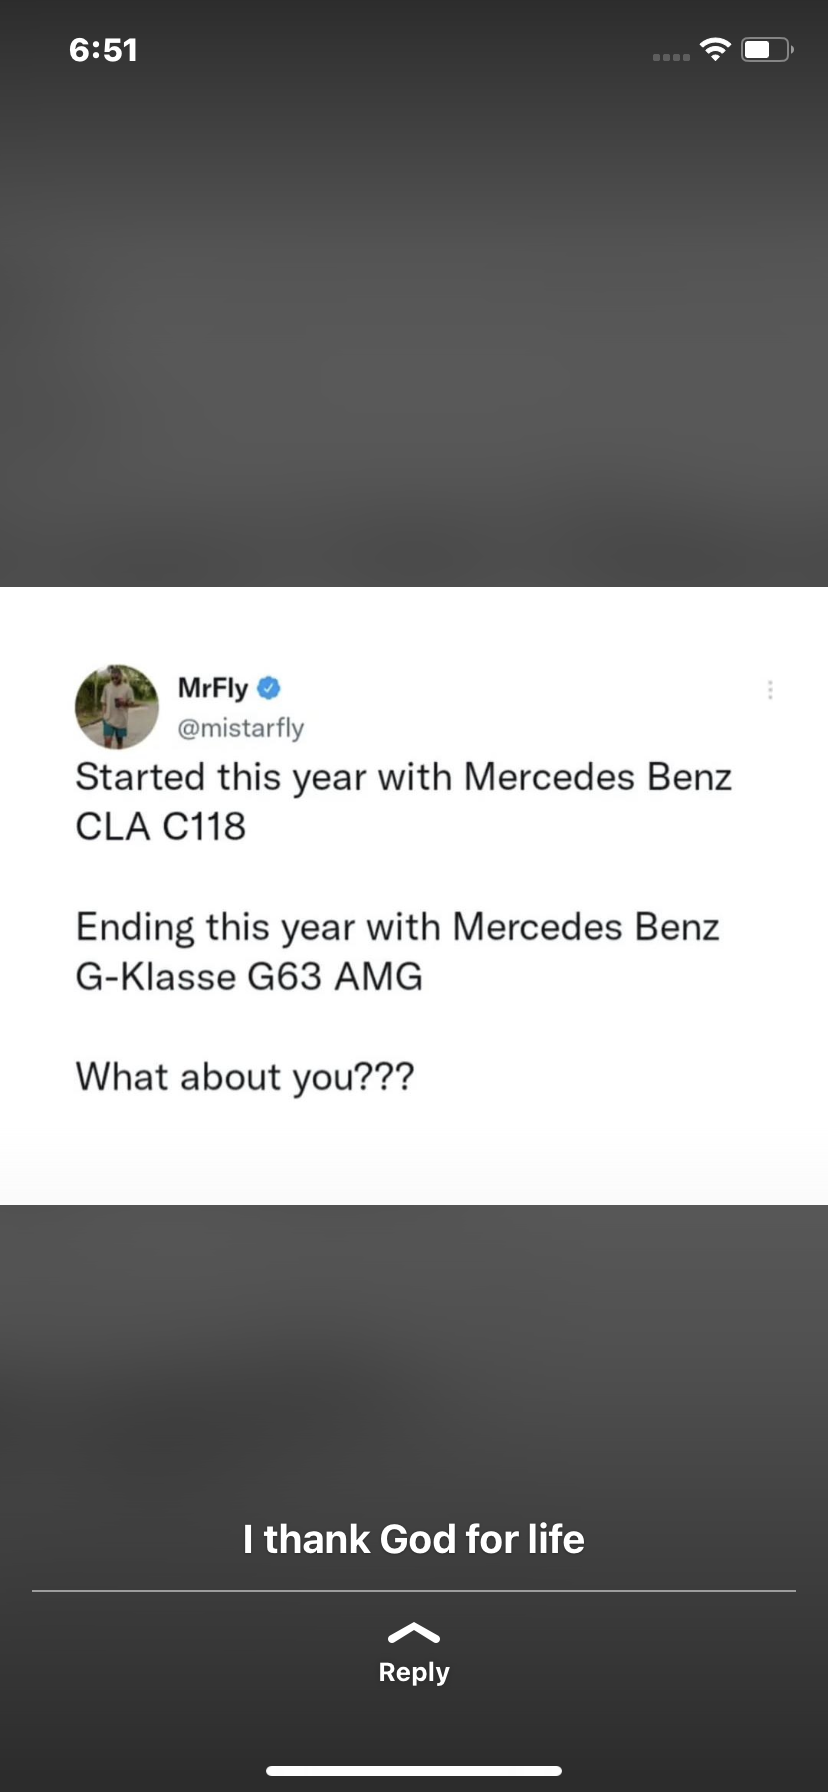 6:51
MrFly
@mistarfly
Started this year with Mercedes Benz
CLA C118
Ending this year with Mercedes Benz
G-Klasse G63 AMG
What about you???
I thank God for life
Reply